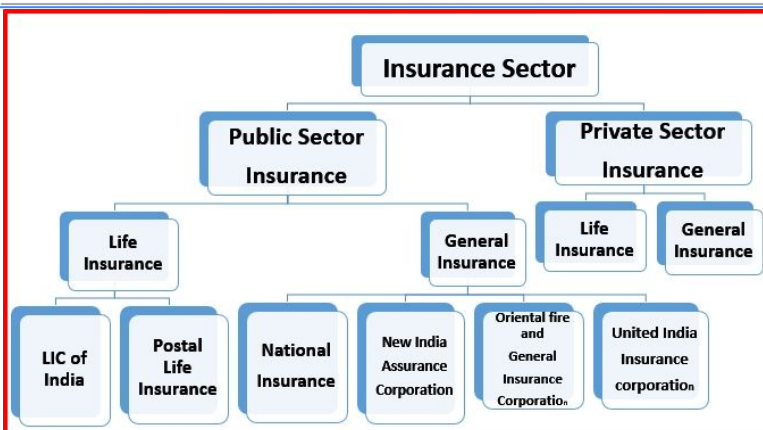 Insurance Sector
Public Sector
Insurance
Private Sector
Insurance
Life
Insurance
General
Insurance
Life
Insurance
General
Insurance
LIC of
India
Postal
Life
Insurance
National
Insurance
New India
Assurance
Corporation
Oriental fire
and
General
Insurance
Corporation
United India
Insurance
corporation